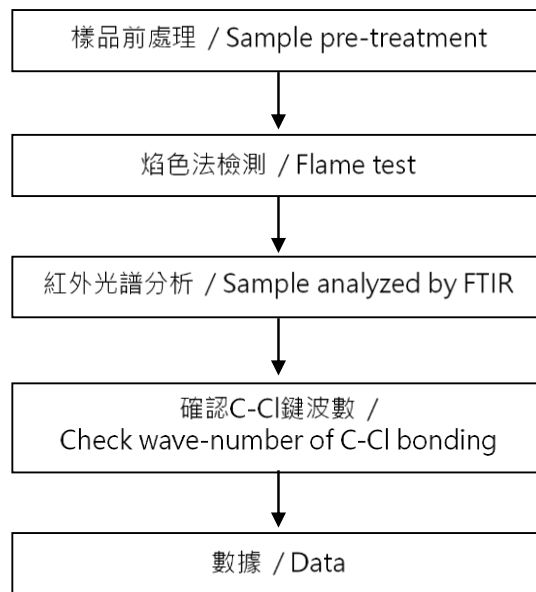 樣品前處理 / Sample pre-treatment
焰色法檢測 / Flame test
紅外光譜分析 / Sample analyzed by FTIR
確認C-Cl鍵波數 /
Check wave-number of C-Cl bonding
數據 / Data